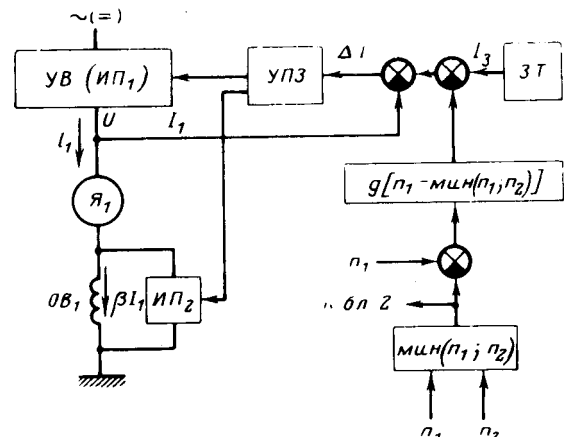 ~(=)
УВ (ИП₁)
УПЗ
Δ I
I₃
ЗТ
U
I₁
I₁
Я₁
g[n₁ - мин(n₁; n₂)]
n₁
ОВ₁
βI₁
ИП₂
к бл 2
мин(n₁; n₂)
n₁
n₂